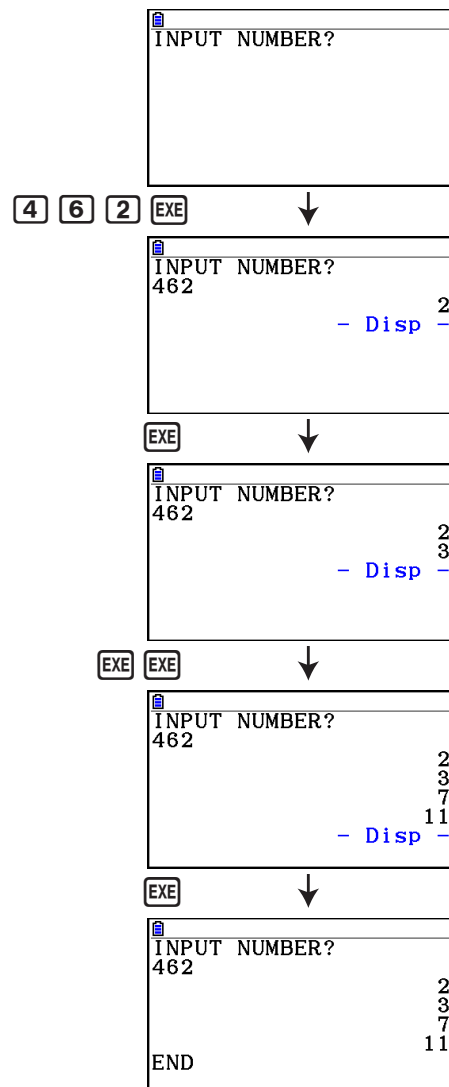 INPUT NUMBER?
4 6 2 EXE
INPUT NUMBER?
462
2
- Disp -
EXE
INPUT NUMBER?
462
2
3
- Disp -
EXE EXE
INPUT NUMBER?
462
2
3
7
11
- Disp -
EXE
INPUT NUMBER?
462
2
3
7
11
END